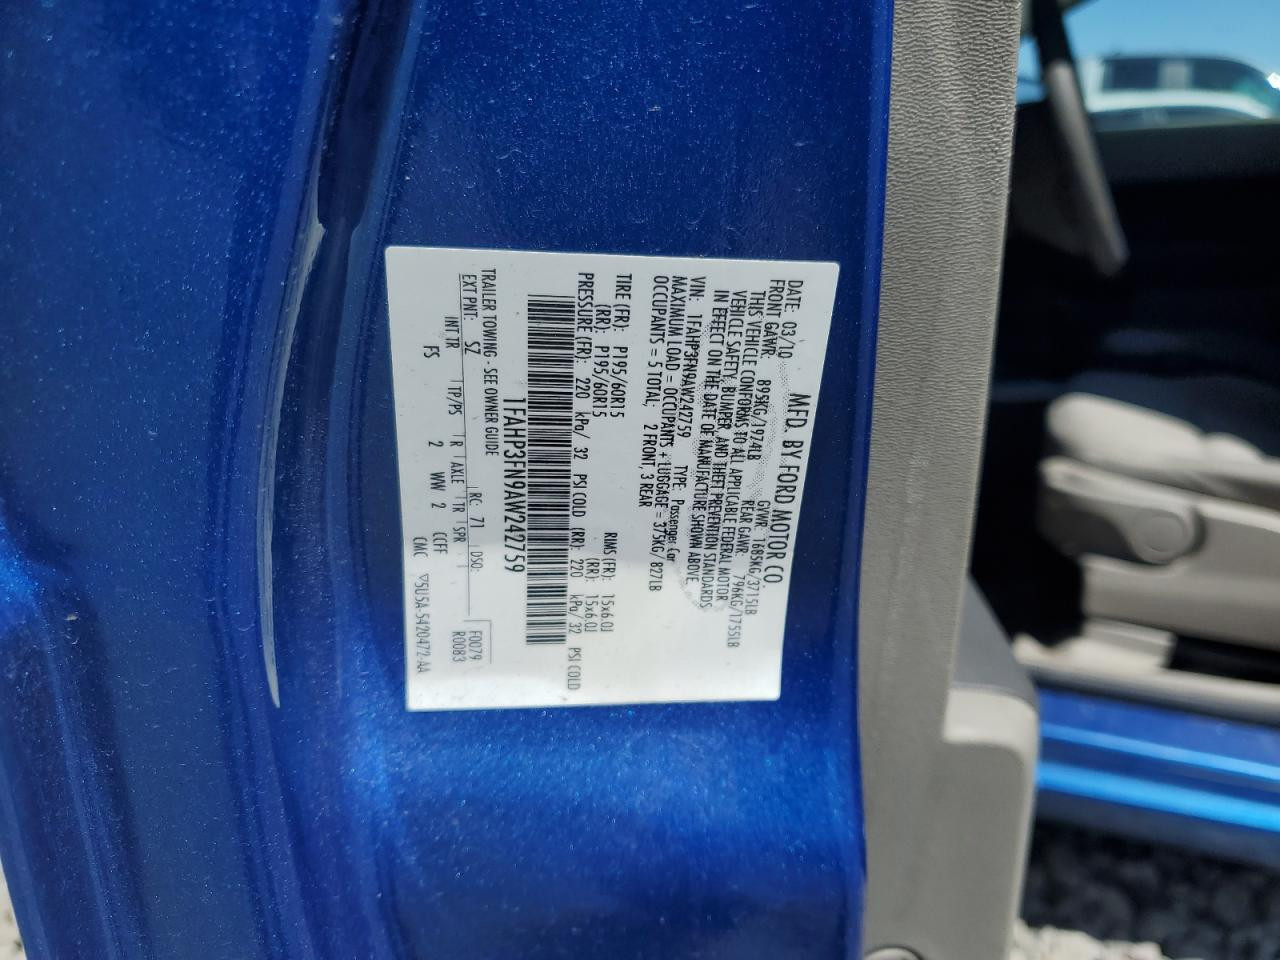 MFD. BY FORD MOTOR CO.
DATE: 03/10 GVWR: 1685KG/3715LB
FRONT GAWR: 895KG/1974LB REAR GAWR: 796KG/1755LB
THIS VEHICLE CONFORMS TO ALL APPLICABLE FEDERAL MOTOR
VEHICLE SAFETY, BUMPER, AND THEFT PREVENTION STANDARDS
IN EFFECT ON THE DATE OF MANUFACTURE SHOWN ABOVE.
VIN: 1FAHP3FN9AW242759 TYPE: Passenger Car
MAXIMUM LOAD = OCCUPANTS + LUGGAGE = 375KG/827LB
OCCUPANTS = 5 TOTAL; 2 FRONT, 3 REAR
TIRE (FR): P195/60R15 RIMS (FR): 15x6.0J
(RR): P195/60R15 (RR): 15x6.0J
PRESSURE (FR): 220 kPa/ 32 PSI COLD (RR): 220 kPa/ 32 PSI COLD
1FAHP3FN9AW242759
TRAILER TOWING - SEE OWNER GUIDE
EXT PNT: SZ RC: 71 DSO: F0079
R0083
INT TR TP/PS R AXLE TR SPR
FS 2 WW 2 CCFF
CMC ▽5U5A-5420472-AA